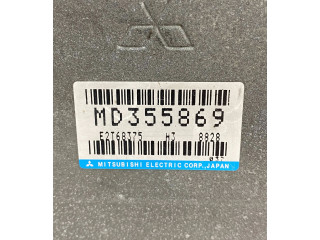 MD355869
E2T68375 H3 8828
MITSUBISHI ELECTRIC CORP., JAPAN